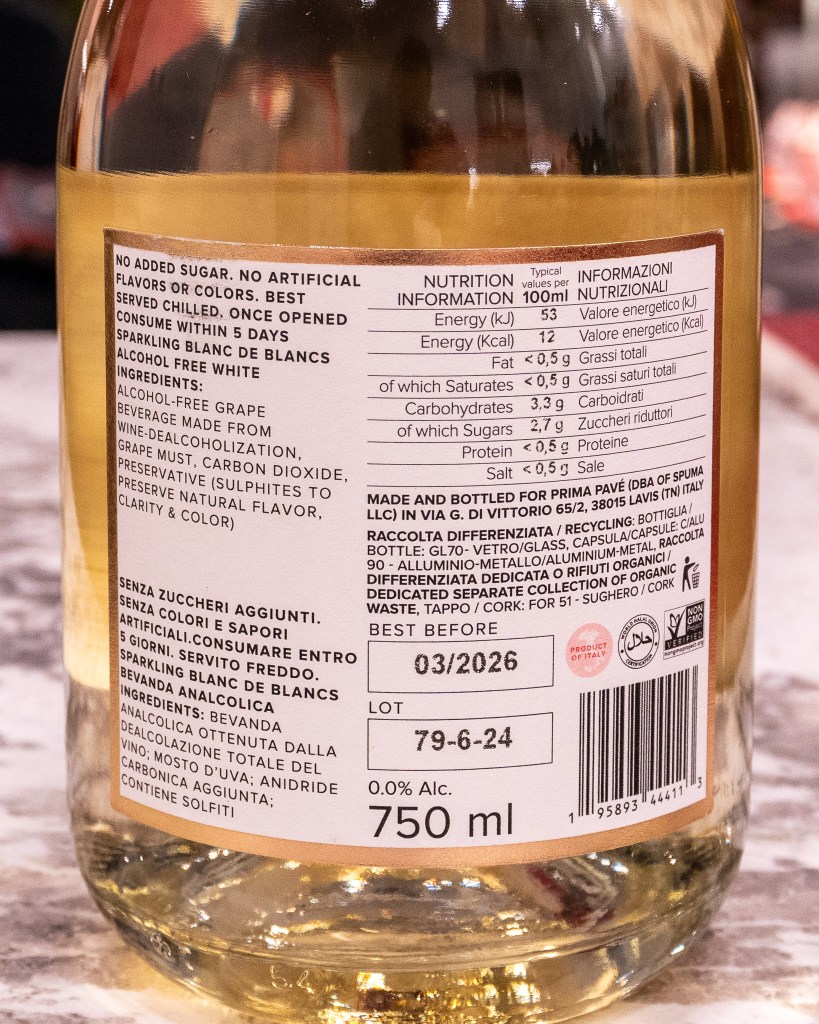 NO ADDED SUGAR. NO ARTIFICIAL
FLAVORS OR COLORS. BEST
SERVED CHILLED, ONCE OPENED
CONSUME WITHIN 5 DAYS
SPARKLING BLANC DE BLANCS
ALCOHOL FREE WHITE
INGREDIENTS:
ALCOHOL-FREE GRAPE
BEVERAGE MADE FROM
WINE-DEALCOHOLIZATION,
GRAPE MUST, CARBON DIOXIDE,
PRESERVATIVE (SULPHITES TO
PRESERVE NATURAL FLAVOR,
CLARITY & COLOR)
SENZA ZUCCHERI AGGIUNTI.
SENZA COLORI E SAPORI
ARTIFICIALI.CONSUMARE ENTRO
5 GIORNI. SERVITO FREDDO.
SPARKLING BLANC DE BLANCS
BEVANDA ANALCOLICA
INGREDIENTS: BEVANDA
ANALCOLICA OTTENUTA DALLA
DEALCOLAZIONE TOTALE DEL
VINO; MOSTO D'UVA; ANIDRIDE
CARBONICA AGGIUNTA;
CONTIENE SOLFITI
NUTRITION INFORMATION Typical values per 100ml INFORMAZIONI NUTRIZIONALI
Energy (kJ) 53 Valore energetico (kJ)
Energy (Kcal) 12 Valore energetico (Kcal)
Fat < 0,5 g Grassi totali
of which Saturates < 0,5 g Grassi saturi totali
Carbohydrates 3,3 g Carboidrati
of which Sugars 2,7 g Zuccheri riduttori
Protein < 0,5 g Proteine
Salt < 0,5 g Sale
MADE AND BOTTLED FOR PRIMA PAVÉ (DBA OF SPUMA
LLC) IN VIA G. DI VITTORIO 65/2, 38015 LAVIS (TN) ITALY
RACCOLTA DIFFERENZIATA / RECYCLING: BOTTIGLIA /
BOTTLE: GL70- VETRO/GLASS, CAPSULA/CAPSULE: C/ALU
90 - ALLUMINIO-METALLO/ALUMINIUM-METAL, RACCOLTA
DIFFERENZIATA DEDICATA O RIFIUTI ORGANICI /
DEDICATED SEPARATE COLLECTION OF ORGANIC
WASTE, TAPPO / CORK: FOR 51 - SUGHERO / CORK
BEST BEFORE
03/2026
LOT
79-6-24
0.0% Alc.
750 ml
PRODUCT
OF ITALY
WORLD HALAL UNION
حلال
CERTIFICATION
NON
GMO
Project
VERIFIED
nongmoproject.org
1 95893 44411 3